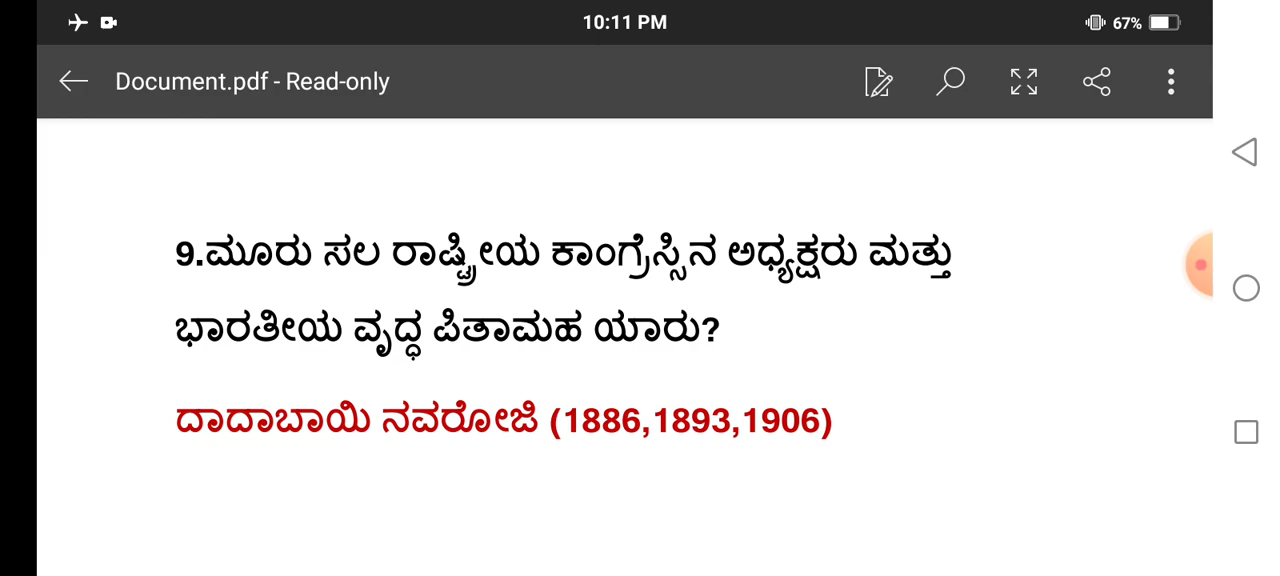 10:11 PM
67%
Document.pdf - Read-only
9.ಮೂರು ಸಲ ರಾಷ್ಟ್ರೀಯ ಕಾಂಗ್ರೆಸ್ಸಿನ ಅಧ್ಯಕ್ಷರು ಮತ್ತು
ಭಾರತೀಯ ವೃದ್ಧ ಪಿತಾಮಹ ಯಾರು?
ದಾದಾಬಾಯಿ ನವರೋಜಿ (1886,1893,1906)